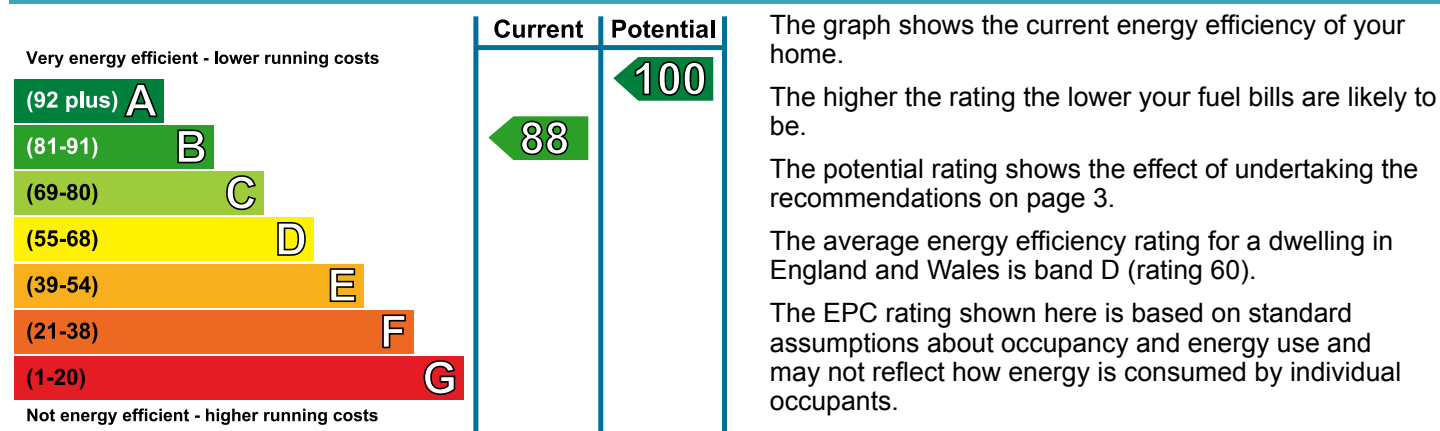 Current Potential
Very energy efficient - lower running costs
(92 plus) A
100
(81-91) B
88
(69-80) C
(55-68) D
(39-54) E
(21-38) F
(1-20) G
Not energy efficient - higher running costs
The graph shows the current energy efficiency of your
home.
The higher the rating the lower your fuel bills are likely to
be.
The potential rating shows the effect of undertaking the
recommendations on page 3.
The average energy efficiency rating for a dwelling in
England and Wales is band D (rating 60).
The EPC rating shown here is based on standard
assumptions about occupancy and energy use and
may not reflect how energy is consumed by individual
occupants.